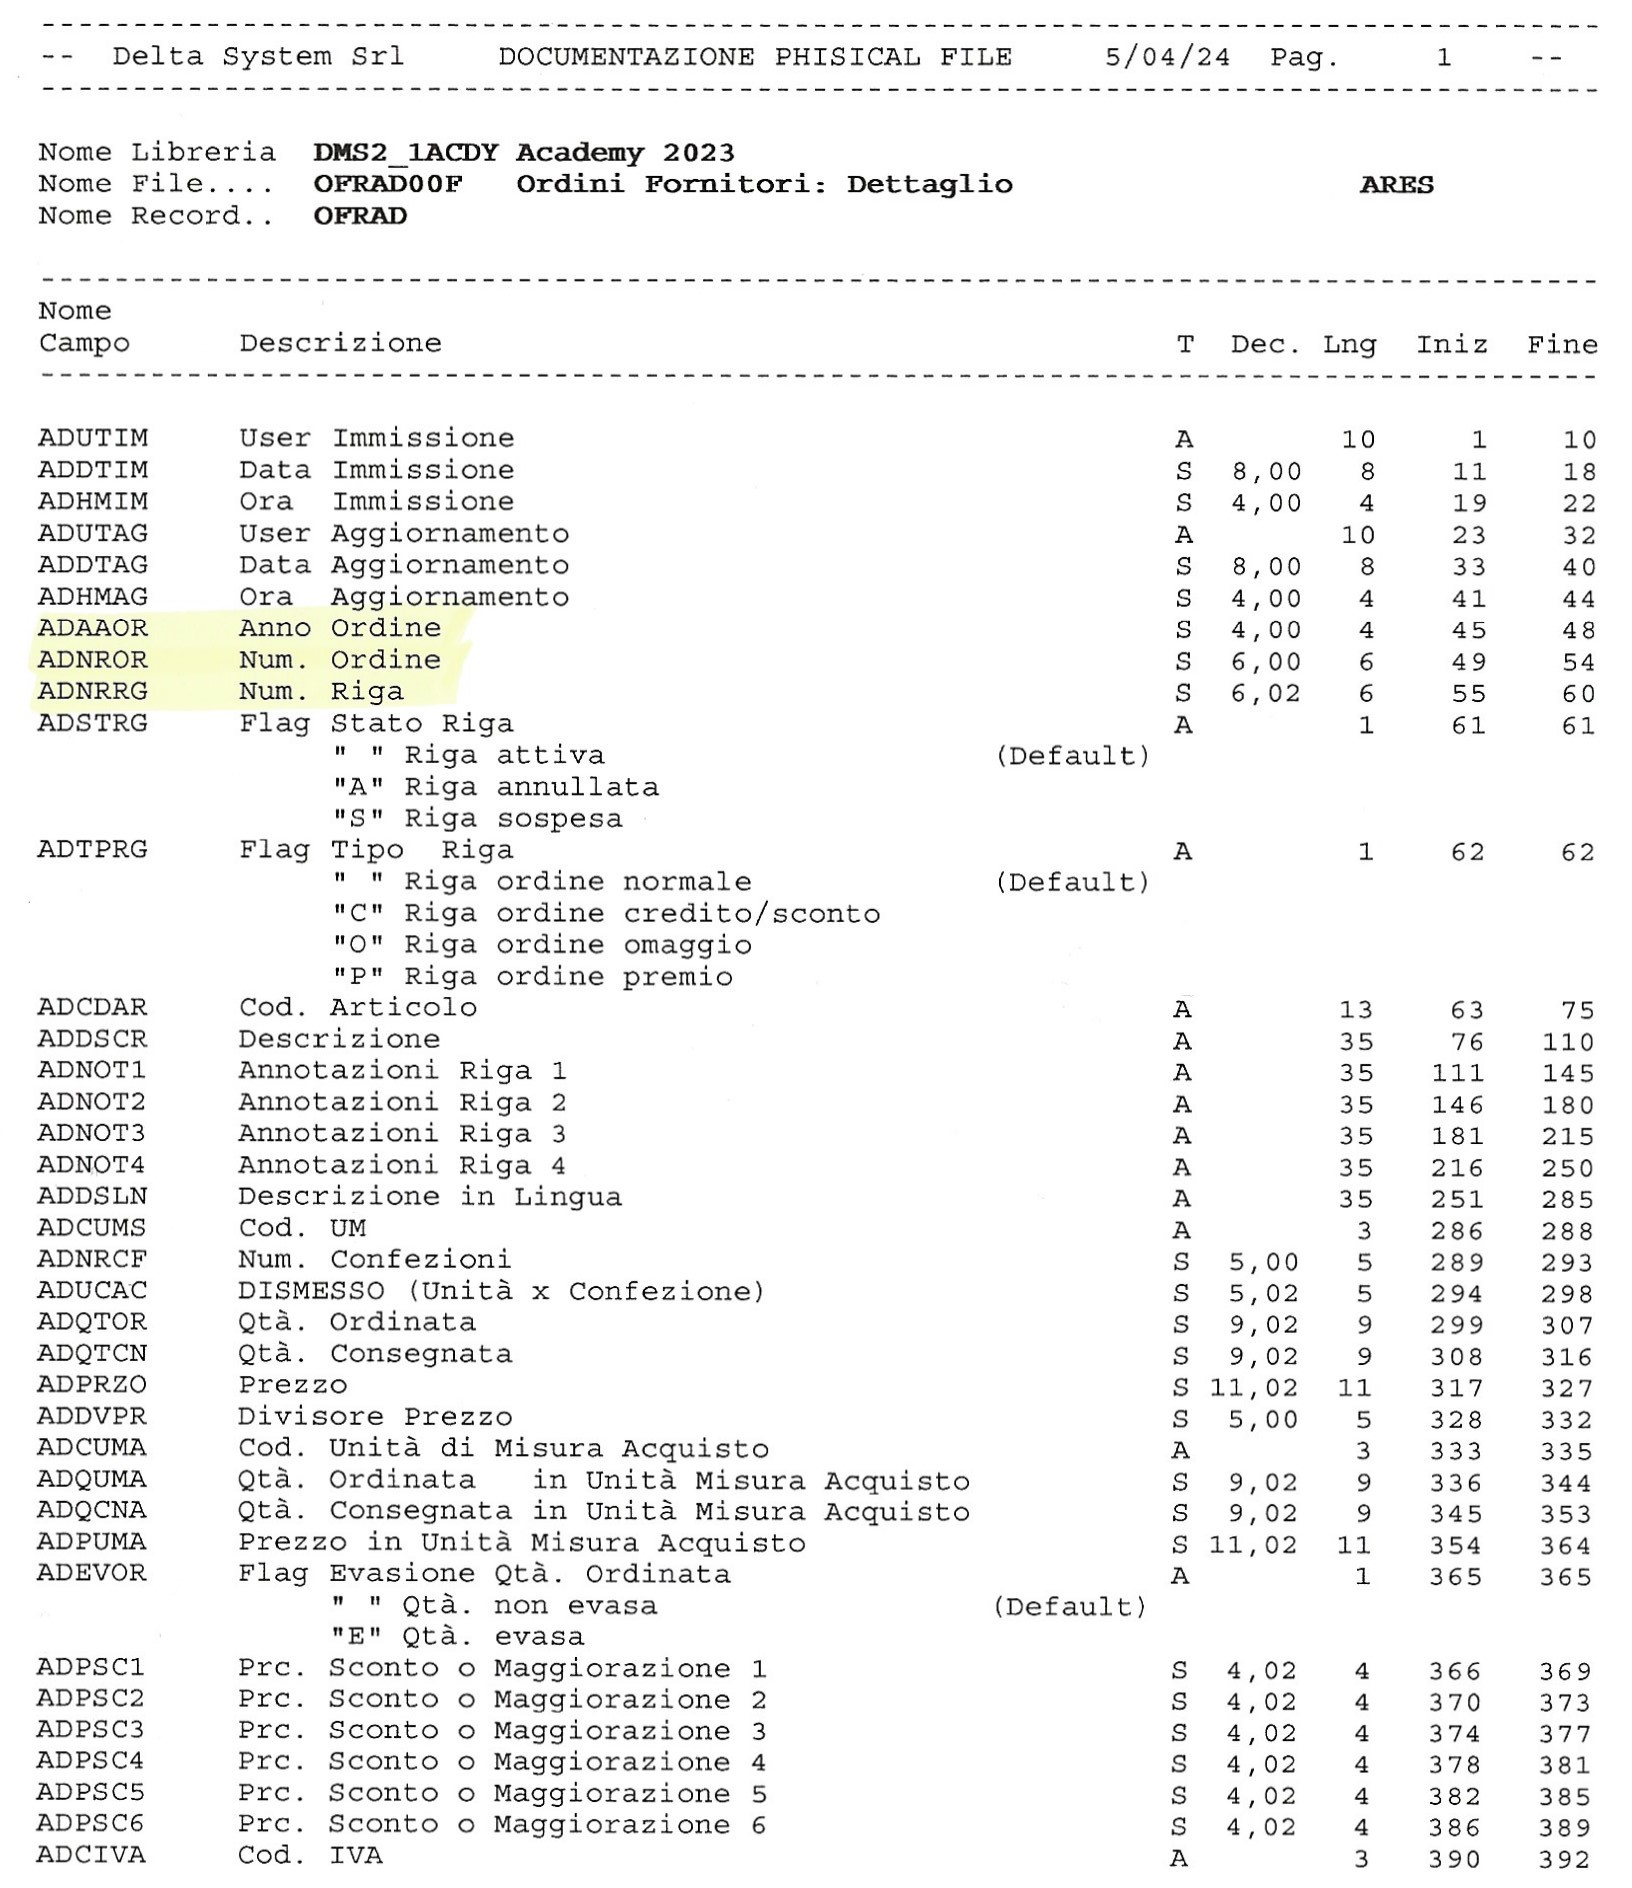 -- Delta System Srl DOCUMENTAZIONE PHISICAL FILE 5/04/24 Pag. 1 --
Nome Libreria DMS2_1ACDY Academy 2023
Nome File.... OFRAD00F Ordini Fornitori: Dettaglio ARES
Nome Record.. OFRAD
Nome
Campo Descrizione T Dec. Lng Iniz Fine
ADUTIM User Immissione A 10 1 10
ADDTIM Data Immissione S 8,00 8 11 18
ADHMIM Ora Immissione S 4,00 4 19 22
ADUTAG User Aggiornamento A 10 23 32
ADDTAG Data Aggiornamento S 8,00 8 33 40
ADHMAG Ora Aggiornamento S 4,00 4 41 44
ADAAOR Anno Ordine S 4,00 4 45 48
ADNROR Num. Ordine S 6,00 6 49 54
ADNRRG Num. Riga S 6,02 6 55 60
ADSTRG Flag Stato Riga A 1 61 61
" " Riga attiva (Default)
"A" Riga annullata
"S" Riga sospesa
ADTPRG Flag Tipo Riga A 1 62 62
" " Riga ordine normale (Default)
"C" Riga ordine credito/sconto
"O" Riga ordine omaggio
"P" Riga ordine premio
ADCDAR Cod. Articolo A 13 63 75
ADDSCR Descrizione A 35 76 110
ADNOT1 Annotazioni Riga 1 A 35 111 145
ADNOT2 Annotazioni Riga 2 A 35 146 180
ADNOT3 Annotazioni Riga 3 A 35 181 215
ADNOT4 Annotazioni Riga 4 A 35 216 250
ADDSLN Descrizione in Lingua A 35 251 285
ADCUMS Cod. UM A 3 286 288
ADNRCF Num. Confezioni S 5,00 5 289 293
ADUCAC DISMESSO (Unità x Confezione) S 5,02 5 294 298
ADQTOR Qtà. Ordinata S 9,02 9 299 307
ADQTCN Qtà. Consegnata S 9,02 9 308 316
ADPRZO Prezzo S 11,02 11 317 327
ADDVPR Divisore Prezzo S 5,00 5 328 332
ADCUMA Cod. Unità di Misura Acquisto A 3 333 335
ADQUMA Qtà. Ordinata in Unità Misura Acquisto S 9,02 9 336 344
ADQCNA Qtà. Consegnata in Unità Misura Acquisto S 9,02 9 345 353
ADPUMA Prezzo in Unità Misura Acquisto S 11,02 11 354 364
ADEVOR Flag Evasione Qtà. Ordinata A 1 365 365
" " Qtà. non evasa (Default)
"E" Qtà. evasa
ADPSC1 Prc. Sconto o Maggiorazione 1 S 4,02 4 366 369
ADPSC2 Prc. Sconto o Maggiorazione 2 S 4,02 4 370 373
ADPSC3 Prc. Sconto o Maggiorazione 3 S 4,02 4 374 377
ADPSC4 Prc. Sconto o Maggiorazione 4 S 4,02 4 378 381
ADPSC5 Prc. Sconto o Maggiorazione 5 S 4,02 4 382 385
ADPSC6 Prc. Sconto o Maggiorazione 6 S 4,02 4 386 389
ADCIVA Cod. IVA A 3 390 392